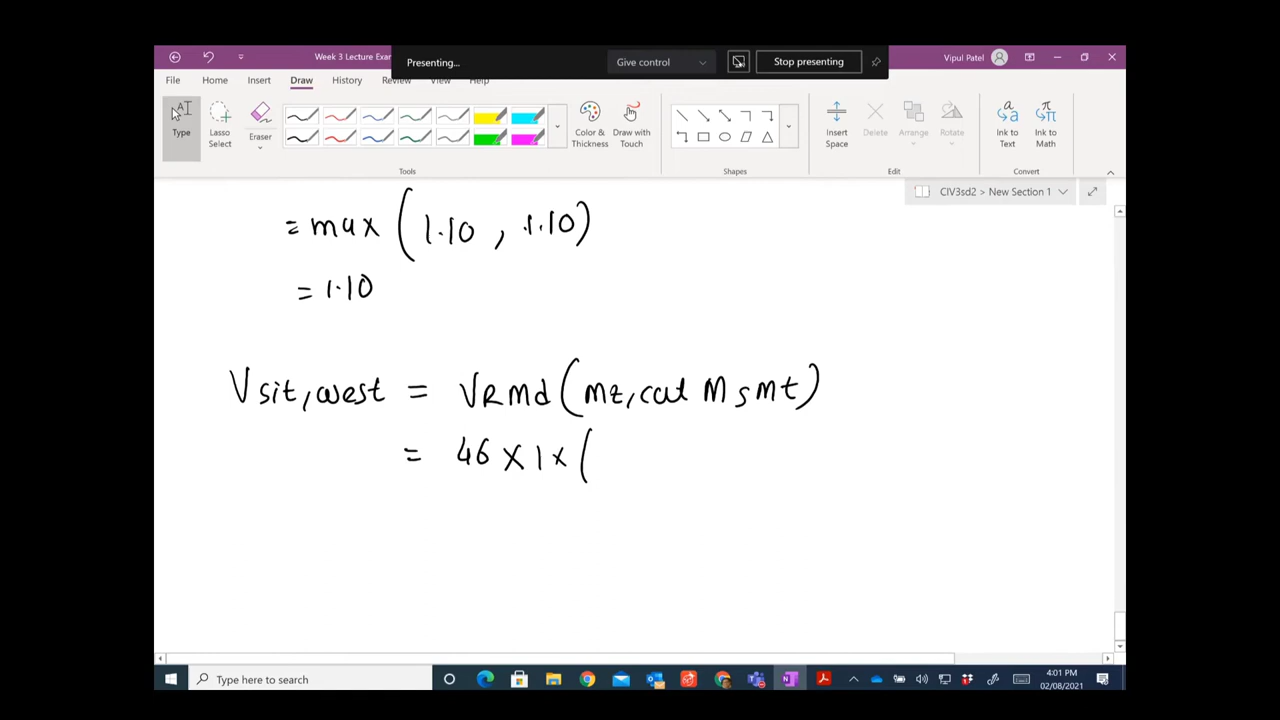 Week 3 Lecture Exar
Presenting...
Give control
Stop presenting
Vipul Patel
File Home Insert Draw History Review View Help
Type
Lasso Select
Eraser
Color & Thickness
Draw with Touch
Insert Space
Delete
Arrange
Rotate
Ink to Text
Ink to Math
Tools
Shapes
Edit
Convert
CIV3sd2 > New Section 1
= max (1.10 , 1.10)
= 1.10
Vsit,west = VRmd (mz,cat Msmt)
= 46 × 1 × (
Type here to search
4:01 PM
02/08/2021